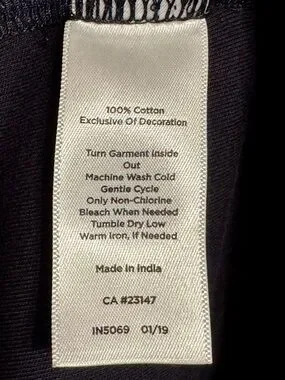 100% Cotton
Exclusive Of Decoration
Turn Garment Inside
Out
Machine Wash Cold
Gentle Cycle
Only Non-Chlorine
Bleach When Needed
Tumble Dry Low
Warm Iron, If Needed
Made in India
CA #23147
IN5069 01/19